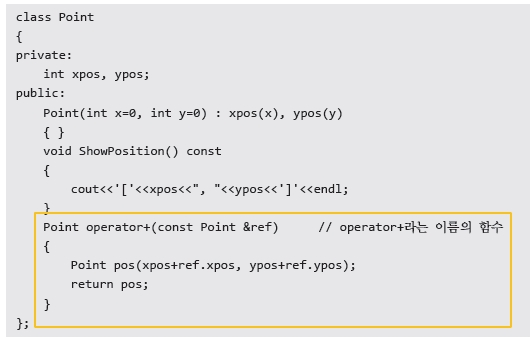 class Point
{
private:
    int xpos, ypos;
public:
    Point(int x=0, int y=0) : xpos(x), ypos(y)
    { }
    void ShowPosition() const
    {
        cout<<'['<<xpos<<", "<<ypos<<']'<<endl;
    }
    Point operator+(const Point &ref)     // operator+라는 이름의 함수
    {
        Point pos(xpos+ref.xpos, ypos+ref.ypos);
        return pos;
    }
};